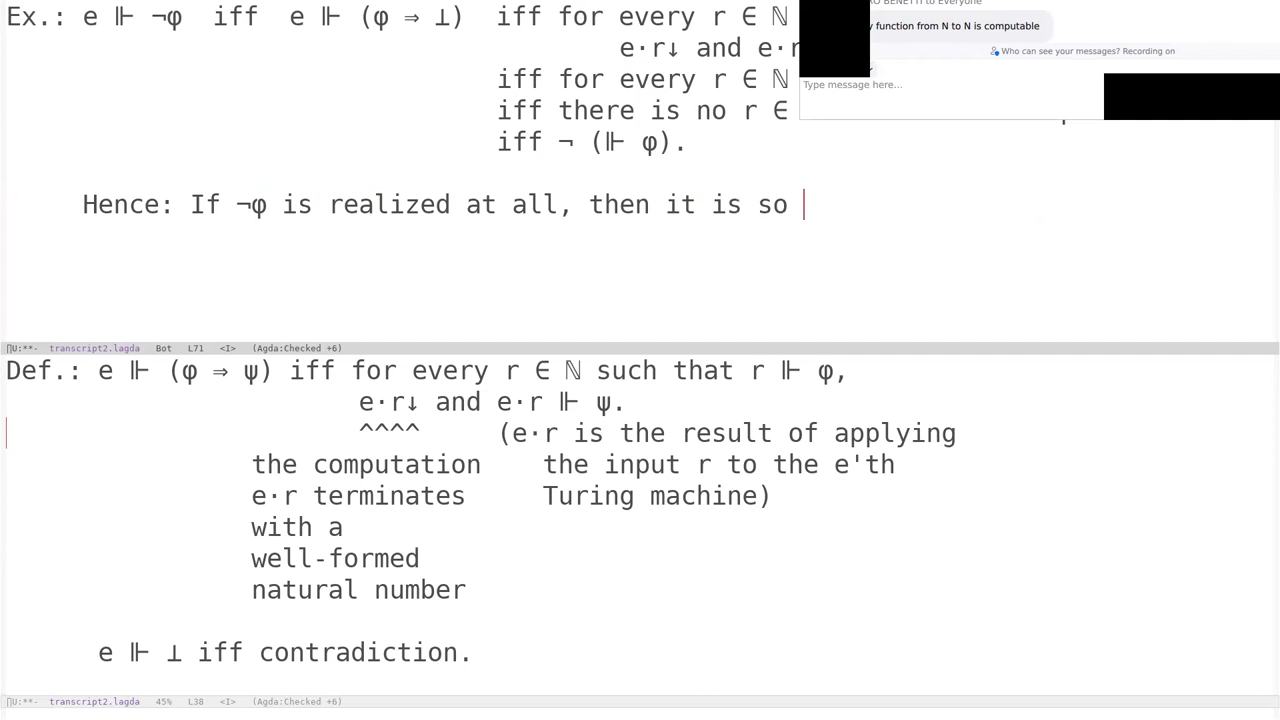 Ex.: e ⊩ ¬φ iff e ⊩ (φ ⇒ ⊥) iff for every r ∈ ℕ
e·r↓ and e·r
iff for every r ∈ ℕ
iff there is no r ∈
iff ¬ (⊩ φ).
to Everyone
function from N to N is computable
Who can see your messages? Recording on
Type message here...
Hence: If ¬φ is realized at all, then it is so
U:**- transcript2.lagda Bot L71 <I> (Agda:Checked +6)
Def.: e ⊩ (φ ⇒ ψ) iff for every r ∈ ℕ such that r ⊩ φ,
e·r↓ and e·r ⊩ ψ.
^^^^ (e·r is the result of applying
the computation the input r to the e'th
e·r terminates Turing machine)
with a
well-formed
natural number
e ⊩ ⊥ iff contradiction.
U:**- transcript2.lagda 45% L38 <I> (Agda:Checked +6)